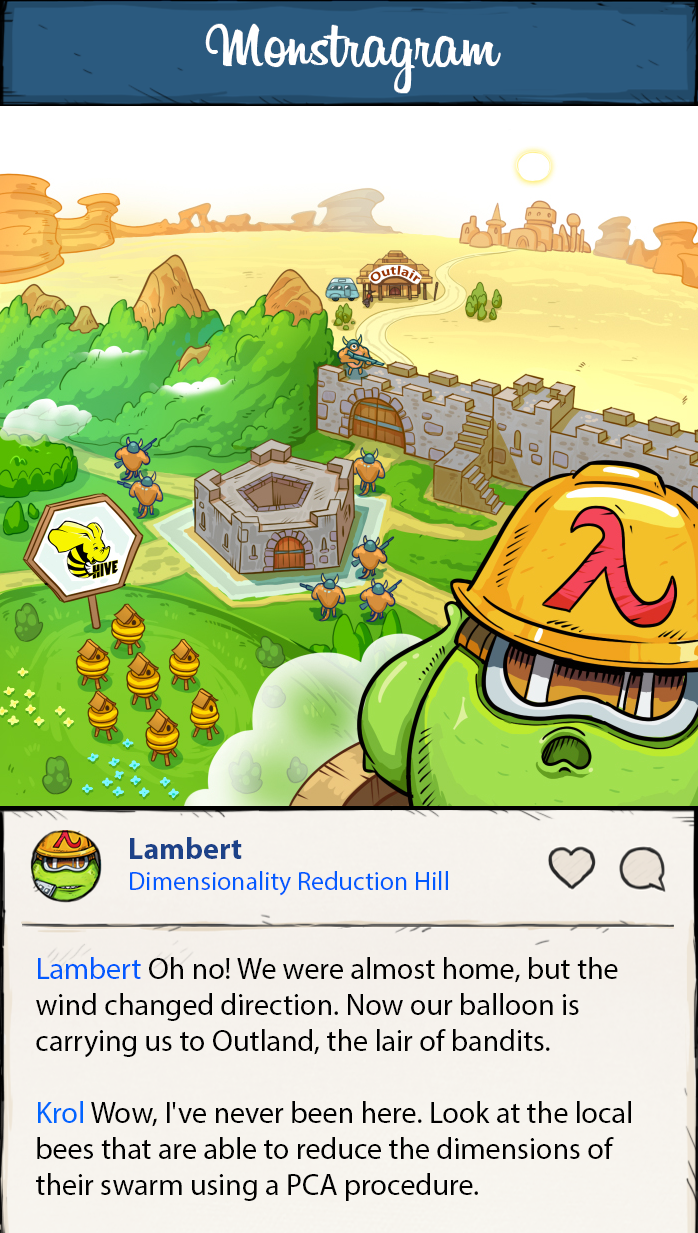 Monstragram
Outlair
HIVE
λ
Lambert
Dimensionality Reduction Hill
Lambert Oh no! We were almost home, but the
wind changed direction. Now our balloon is
carrying us to Outland, the lair of bandits.
Krol Wow, I've never been here. Look at the local
bees that are able to reduce the dimensions of
their swarm using a PCA procedure.